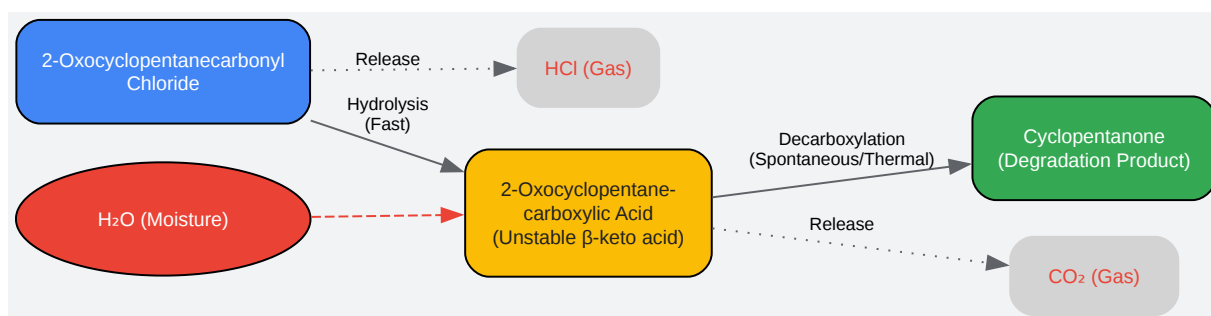 2-Oxocyclopentanecarbonyl
Chloride
Release
HCl (Gas)
Hydrolysis
(Fast)
H₂O (Moisture)
2-Oxocyclopentane-
carboxylic Acid
(Unstable β-keto acid)
Decarboxylation
(Spontaneous/Thermal)
Cyclopentanone
(Degradation Product)
Release
CO₂ (Gas)